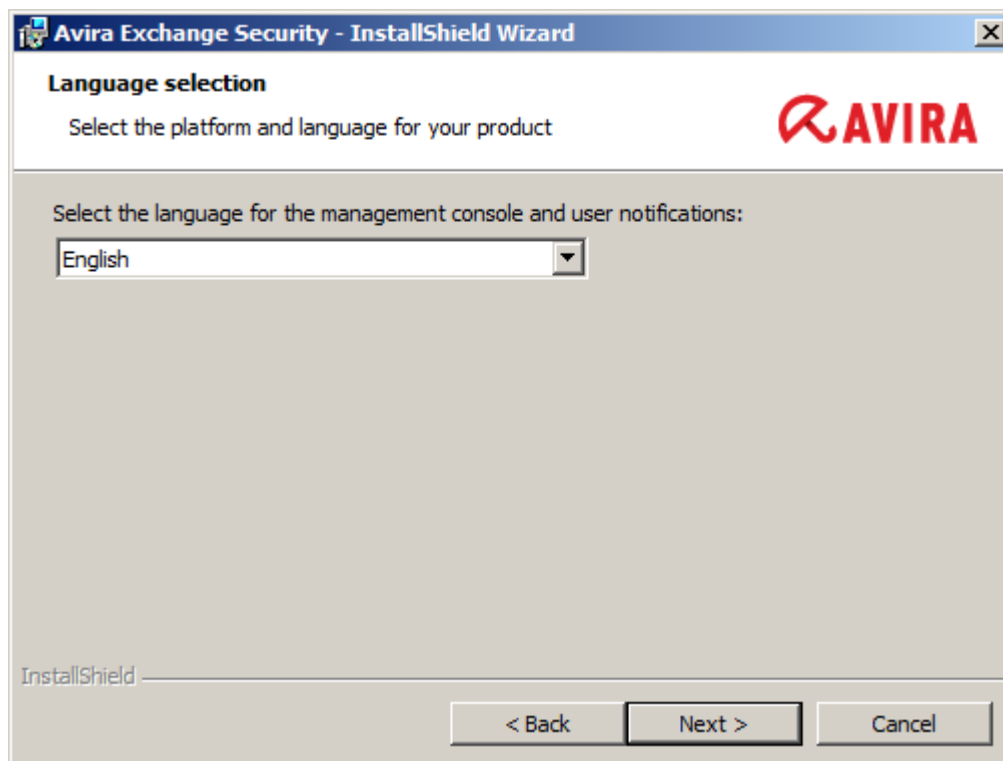 Avira Exchange Security - InstallShield Wizard
Language selection
Select the platform and language for your product
AVIRA
Select the language for the management console and user notifications:
English
InstallShield
< Back
Next >
Cancel